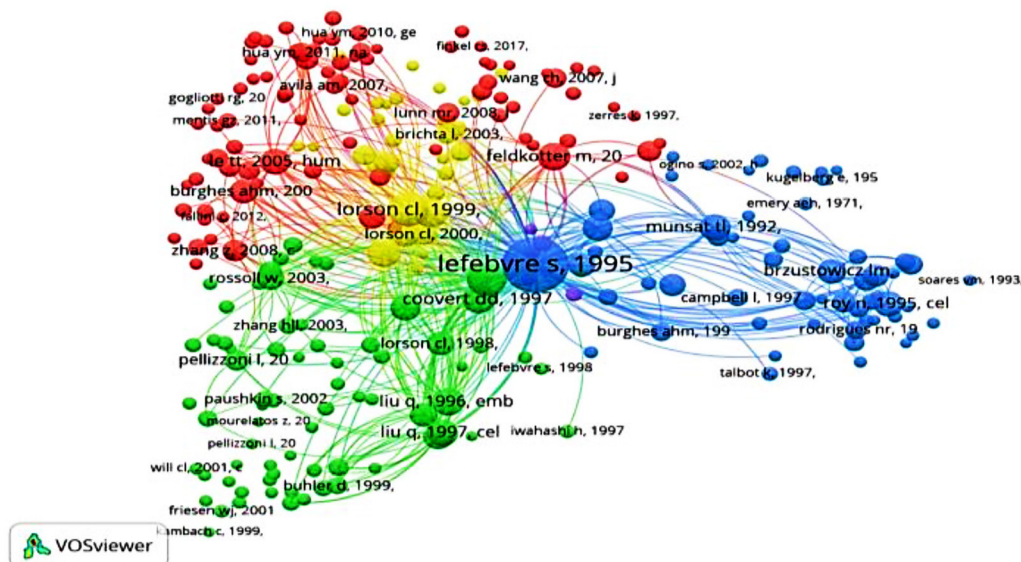 hua ym, 2010, ge
hua ym, 2011, na
finkel rs, 2017,
avila am, 2007,
wang ch, 2007, j
gogliotti rg, 20
lunn mr, 2008,
zerres k, 1997,
mentis gz, 2011,
brichta l, 2003,
le tt, 2005, hum
feldkotter m, 20
ogino s, 2002, h
kugelberg e, 195
burghes ahm, 200
emery aeh, 1971,
lorson cl, 1999,
fallini c, 2012,
munsat tl, 1992,
lorson cl, 2000,
zhang z, 2008,
lefebvre s, 1995
rossoll w, 2003,
brzustowicz lm,
soares vm, 1993,
coovert dd, 1997
campbell l, 1997
roy n, 1995, cel
zhang hl, 2003,
burghes ahm, 199
rodrigues nr, 19
lorson cl, 1998,
pellizzoni l, 20
lefebvre s, 1998
talbot k, 1997,
paushkin s, 2002
liu q, 1996, emb
mourelatos z, 20
liu q, 1997, cel
iwahashi h, 1997
pellizzoni l, 20
will cl, 2001, c
buhler d, 1999,
friesen wj, 2001
kambach c, 1999,
VOSviewer